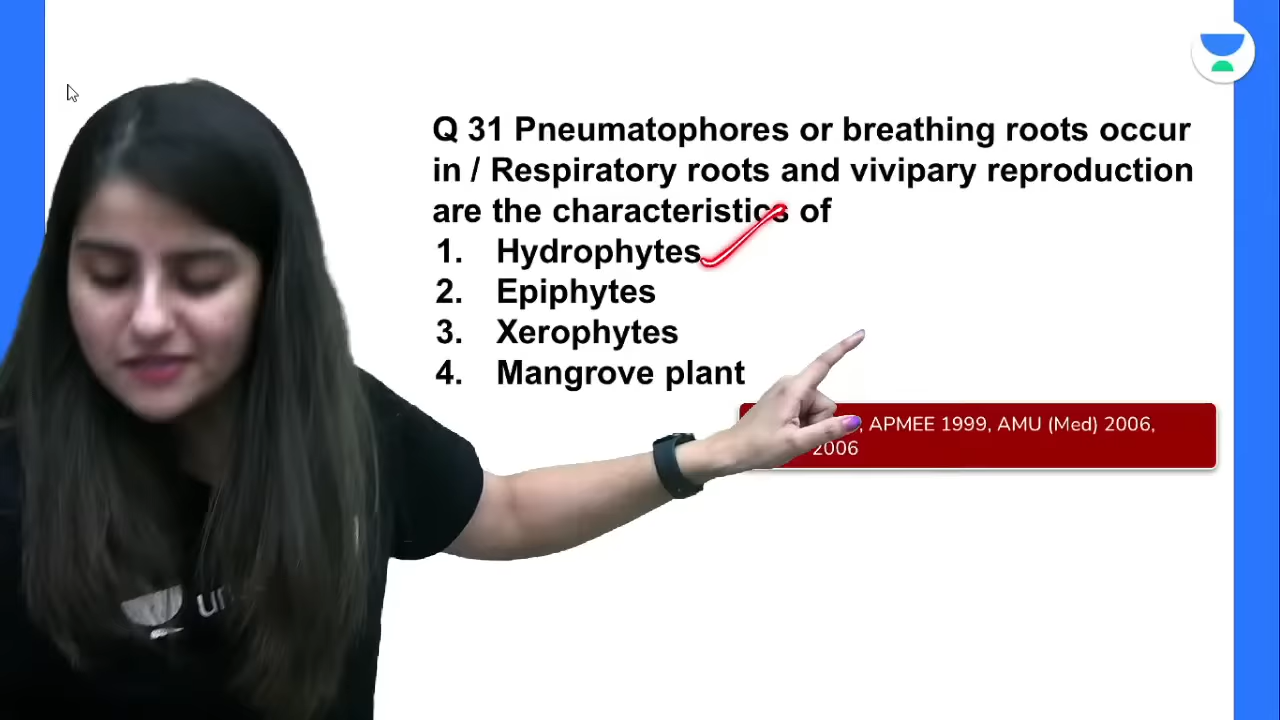 Q 31 Pneumatophores or breathing roots occur
in / Respiratory roots and vivipary reproduction
are the characteristics of
1. Hydrophytes
2. Epiphytes
3. Xerophytes
4. Mangrove plant
, APMEE 1999, AMU (Med) 2006,
2006